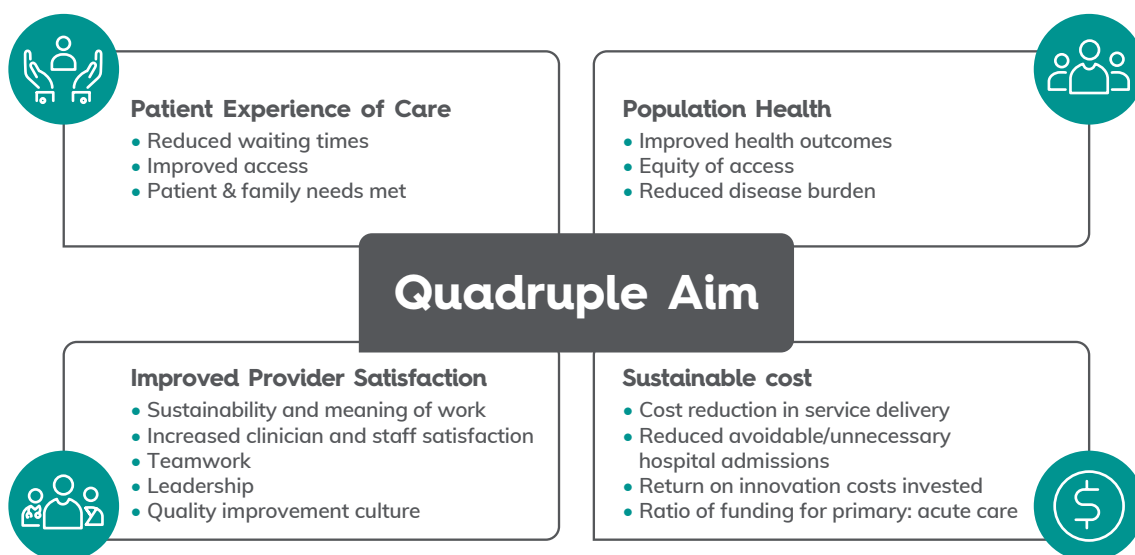 Patient Experience of Care
• Reduced waiting times
• Improved access
• Patient & family needs met
Population Health
• Improved health outcomes
• Equity of access
• Reduced disease burden
Quadruple Aim
Improved Provider Satisfaction
• Sustainability and meaning of work
• Increased clinician and staff satisfaction
• Teamwork
• Leadership
• Quality improvement culture
Sustainable cost
• Cost reduction in service delivery
• Reduced avoidable/unnecessary
hospital admissions
• Return on innovation costs invested
• Ratio of funding for primary: acute care
$